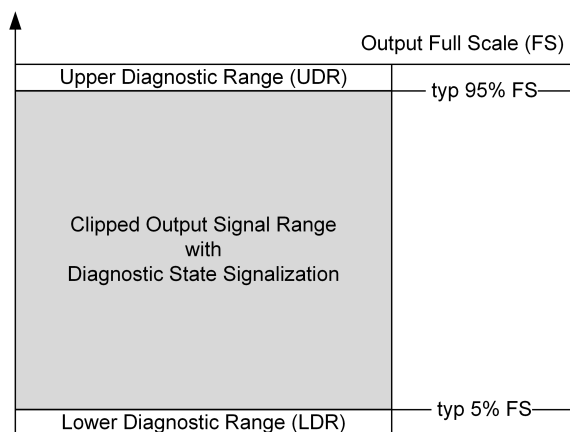 Output Full Scale (FS)
Upper Diagnostic Range (UDR)
typ 95% FS
Clipped Output Signal Range
with
Diagnostic State Signalization
typ 5% FS
Lower Diagnostic Range (LDR)